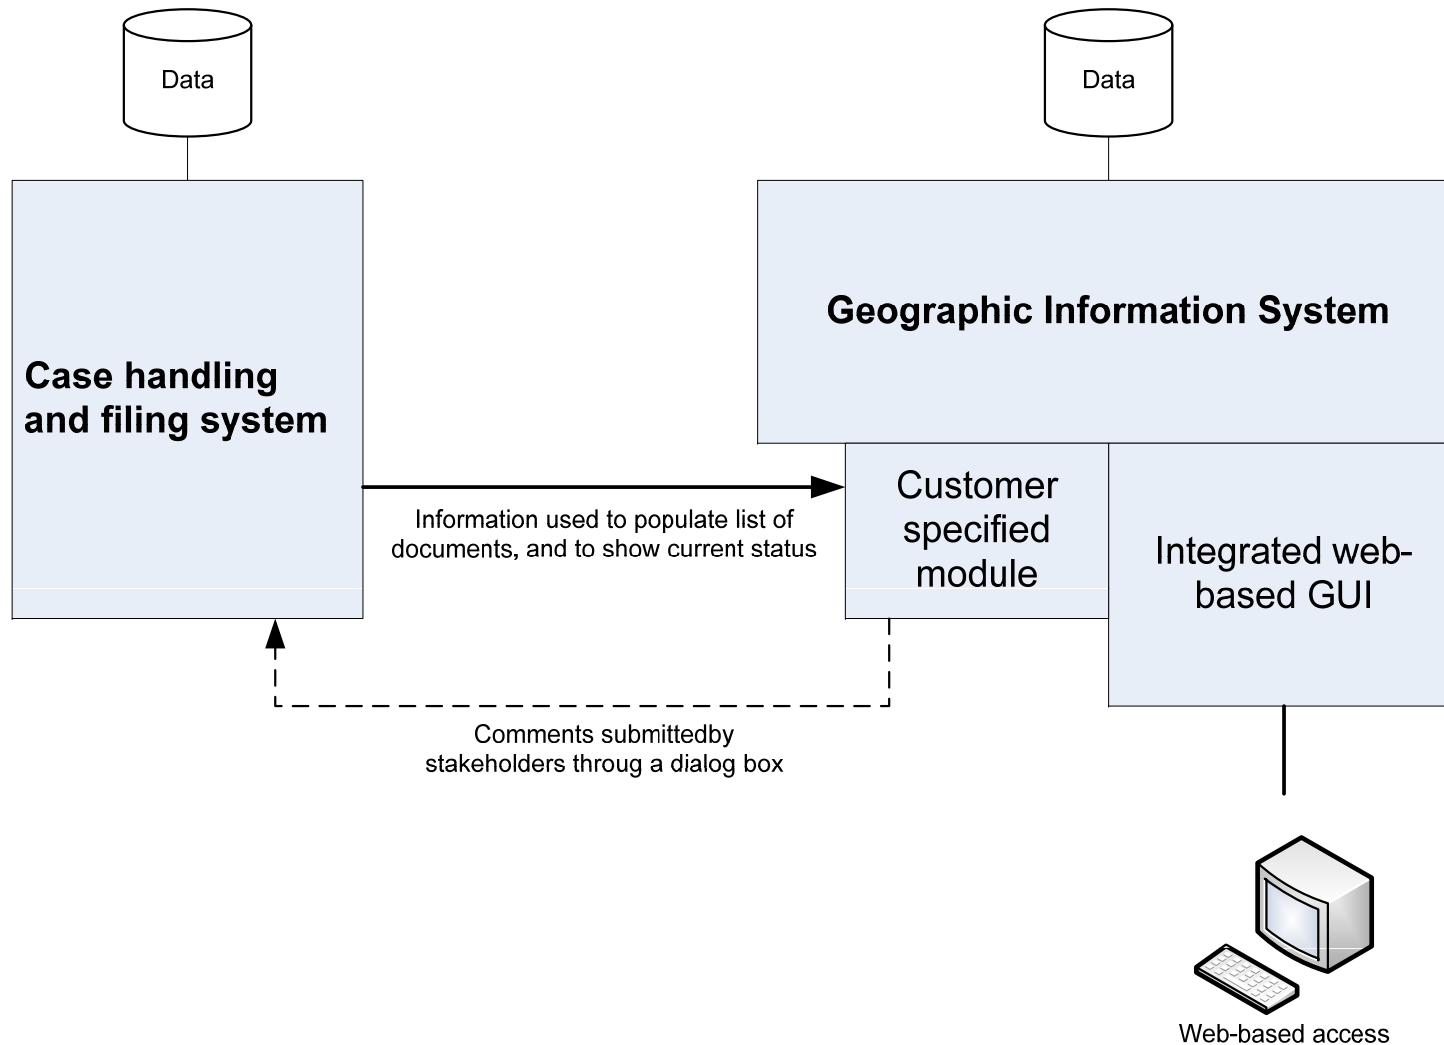 Data
Data
Geographic Information System
Case handling
and filing system
Customer
specified
module
Information used to populate list of
documents, and to show current status
Integrated web-
based GUI
Comments submittedby
stakeholders throug a dialog box
Web-based access